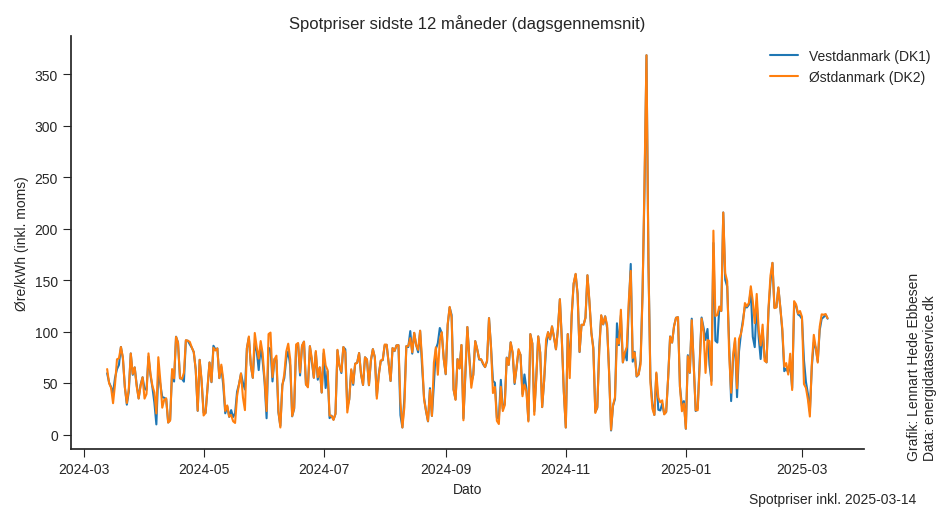 Spotpriser sidste 12 måneder (dagsgennemsnit)
Vestdanmark (DK1)
Østdanmark (DK2)
Øre/kWh (inkl. moms)
350
300
250
200
150
100
50
0
2024-03
2024-05
2024-07
2024-09
2024-11
2025-01
2025-03
Dato
Grafik: Lennart Hede Ebbesen
Data: energidataservice.dk
Spotpriser inkl. 2025-03-14